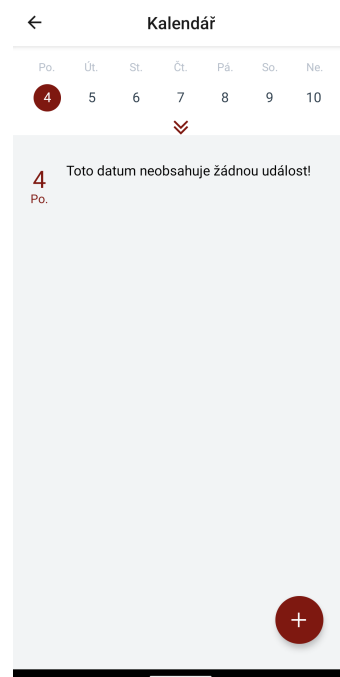 Kalendář
Po. Út. St. Čt. Pá. So. Ne.
4 5 6 7 8 9 10
4 Toto datum neobsahuje žádnou událost!
Po.